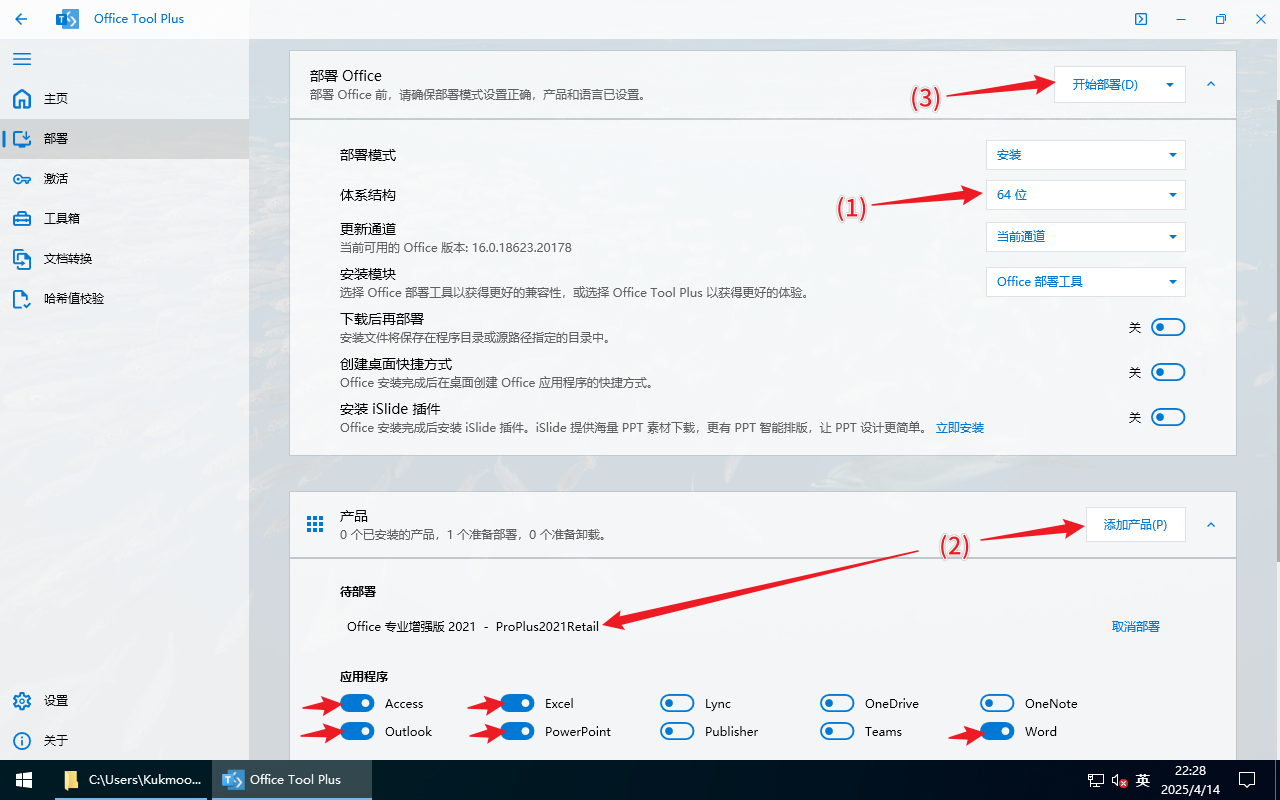 Office Tool Plus
主页
部署
激活
工具箱
文档转换
哈希值校验
设置
关于
部署 Office
部署 Office 前，请确保部署模式设置正确，产品和语言已设置。
(3)
开始部署(D)
部署模式
安装
体系结构
(1)
64 位
更新通道
当前可用的 Office 版本: 16.0.18623.20178
当前通道
安装模块
选择 Office 部署工具以获得更好的兼容性，或选择 Office Tool Plus 以获得更好的体验。
Office 部署工具
下载后再部署
安装文件将保存在程序目录或源路径指定的目录中。
关
创建桌面快捷方式
Office 安装完成后在桌面创建 Office 应用程序的快捷方式。
关
安装 iSlide 插件
Office 安装完成后安装 iSlide 插件。iSlide 提供海量 PPT 素材下载，更有 PPT 智能排版，让 PPT 设计更简单。 立即安装
关
产品
0 个已安装的产品，1 个准备部署，0 个准备卸载。
(2)
添加产品(P)
待部署
Office 专业增强版 2021 - ProPlus2021Retail
取消部署
应用程序
Access Excel Lync OneDrive OneNote
Outlook PowerPoint Publisher Teams Word
C:\Users\Kukmoo...
Office Tool Plus
英
22:28
2025/4/14